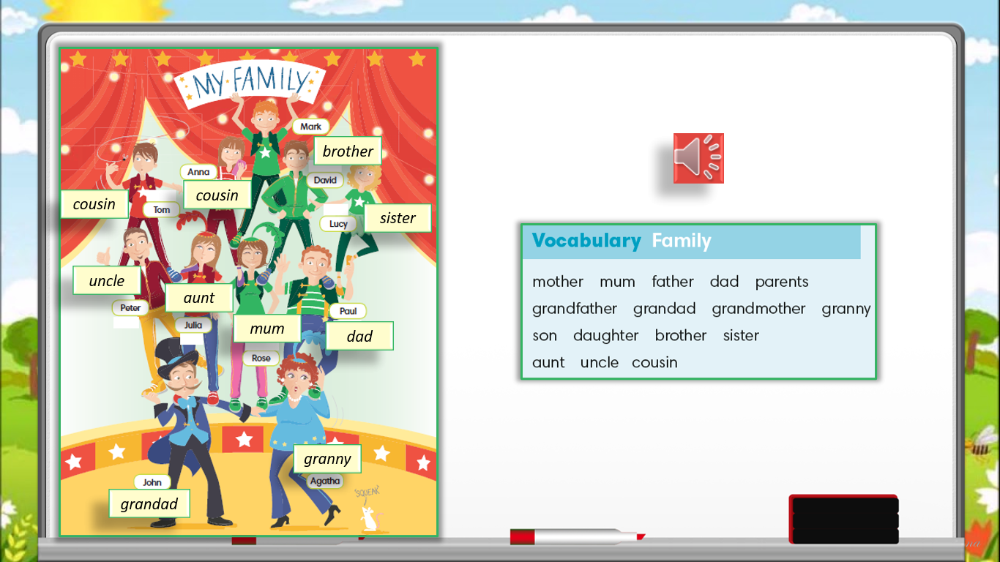 MY FAMILY
Mark
brother
Anna
David
cousin
cousin
Tom
Lucy
sister
uncle
aunt
Peter
Paul
Julia
mum
dad
Rose
granny
John
Agatha
grandad
'SQUEAK'
Vocabulary Family
mother mum father dad parents
grandfather grandad grandmother granny
son daughter brother sister
aunt uncle cousin